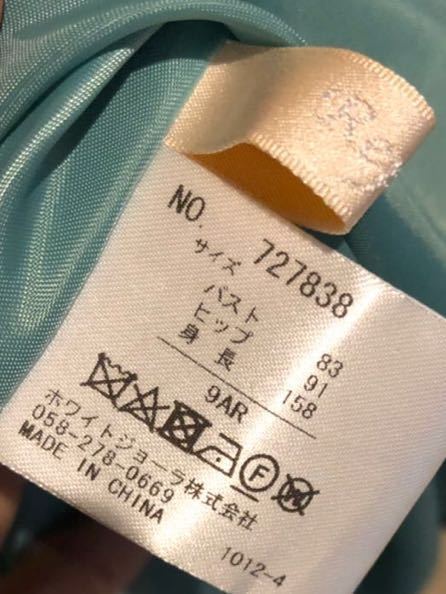 NO. 727838
サイズ
バスト 83
ヒップ 91
身長 158
9AR
ホワイトジョーラ株式会社
058-278-0669
MADE IN CHINA
1012-4